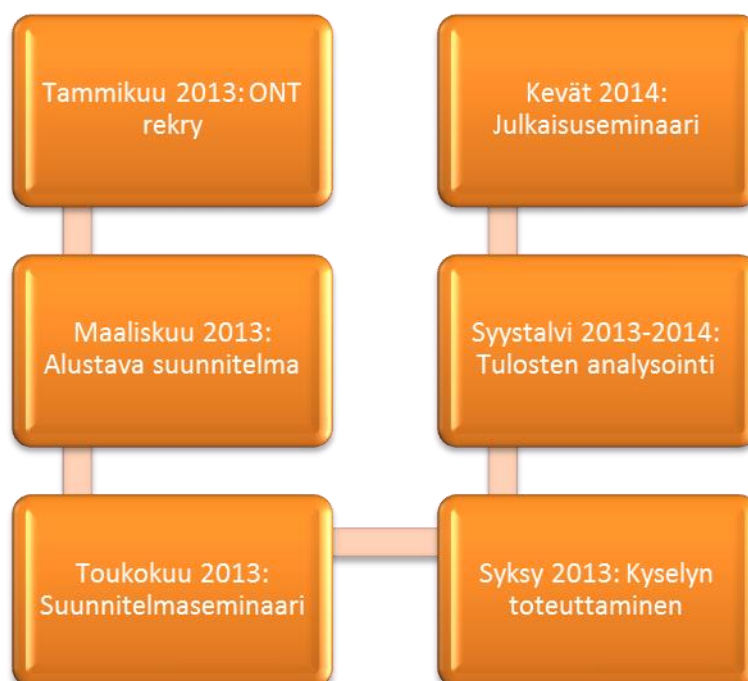 Tammikuu 2013: ONT
rekry
Maaliskuu 2013:
Alustava suunnitelma
Toukokuu 2013:
Suunnitelmaseminaari
Syksy 2013: Kyselyn
toteuttaminen
Syystalvi 2013-2014:
Tulosten analysointi
Kevät 2014:
Julkaisuseminaari